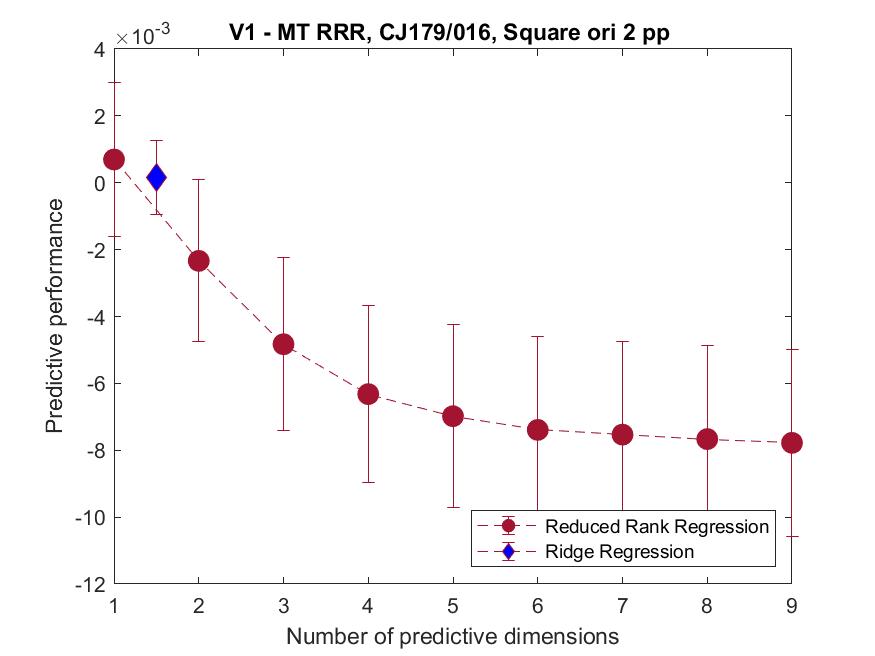 ×10-3
V1 - MT RRR, CJ179/016, Square ori 2 pp
4
2
0
-2
-4
-6
-8
-10
-12
Predictive performance
1 2 3 4 5 6 7 8 9
Number of predictive dimensions
Reduced Rank Regression
Ridge Regression